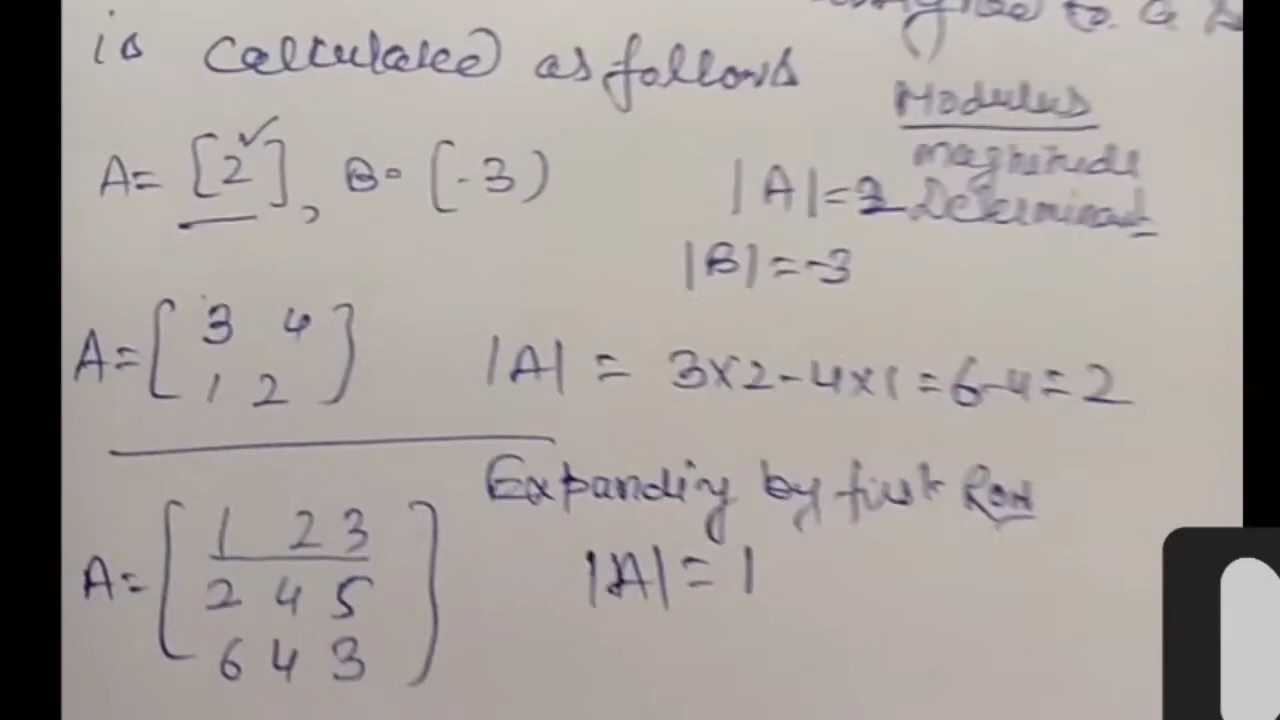 to a
is calculated as follows
Modulus
magnitude
A= [2], B= [-3)
|A|=2 Determinant
|B|=-3
A=[3 4
1 2]
|A| = 3x2-4x1=6-4=2
Expanding by first Row
A=[1 2 3
2 4 5
6 4 3]
|A|=1